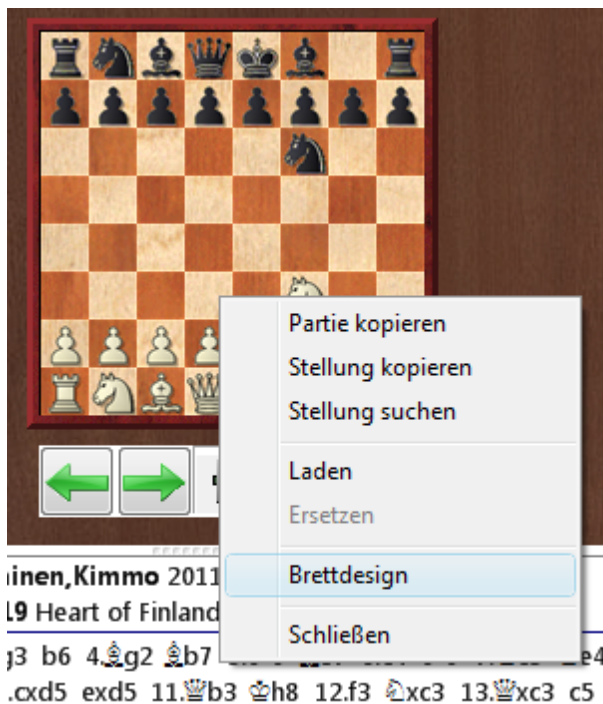 Partie kopieren
Stellung kopieren
Stellung suchen
Laden
Ersetzen
Brettdesign
Schließen
inen,Kimmo 2011
19 Heart of Finland
g3 b6 4.♗g2 ♗b7
.cxd5 exd5 11.♕b3 ♔h8 12.f3 ♘xc3 13.♕xc3 c5